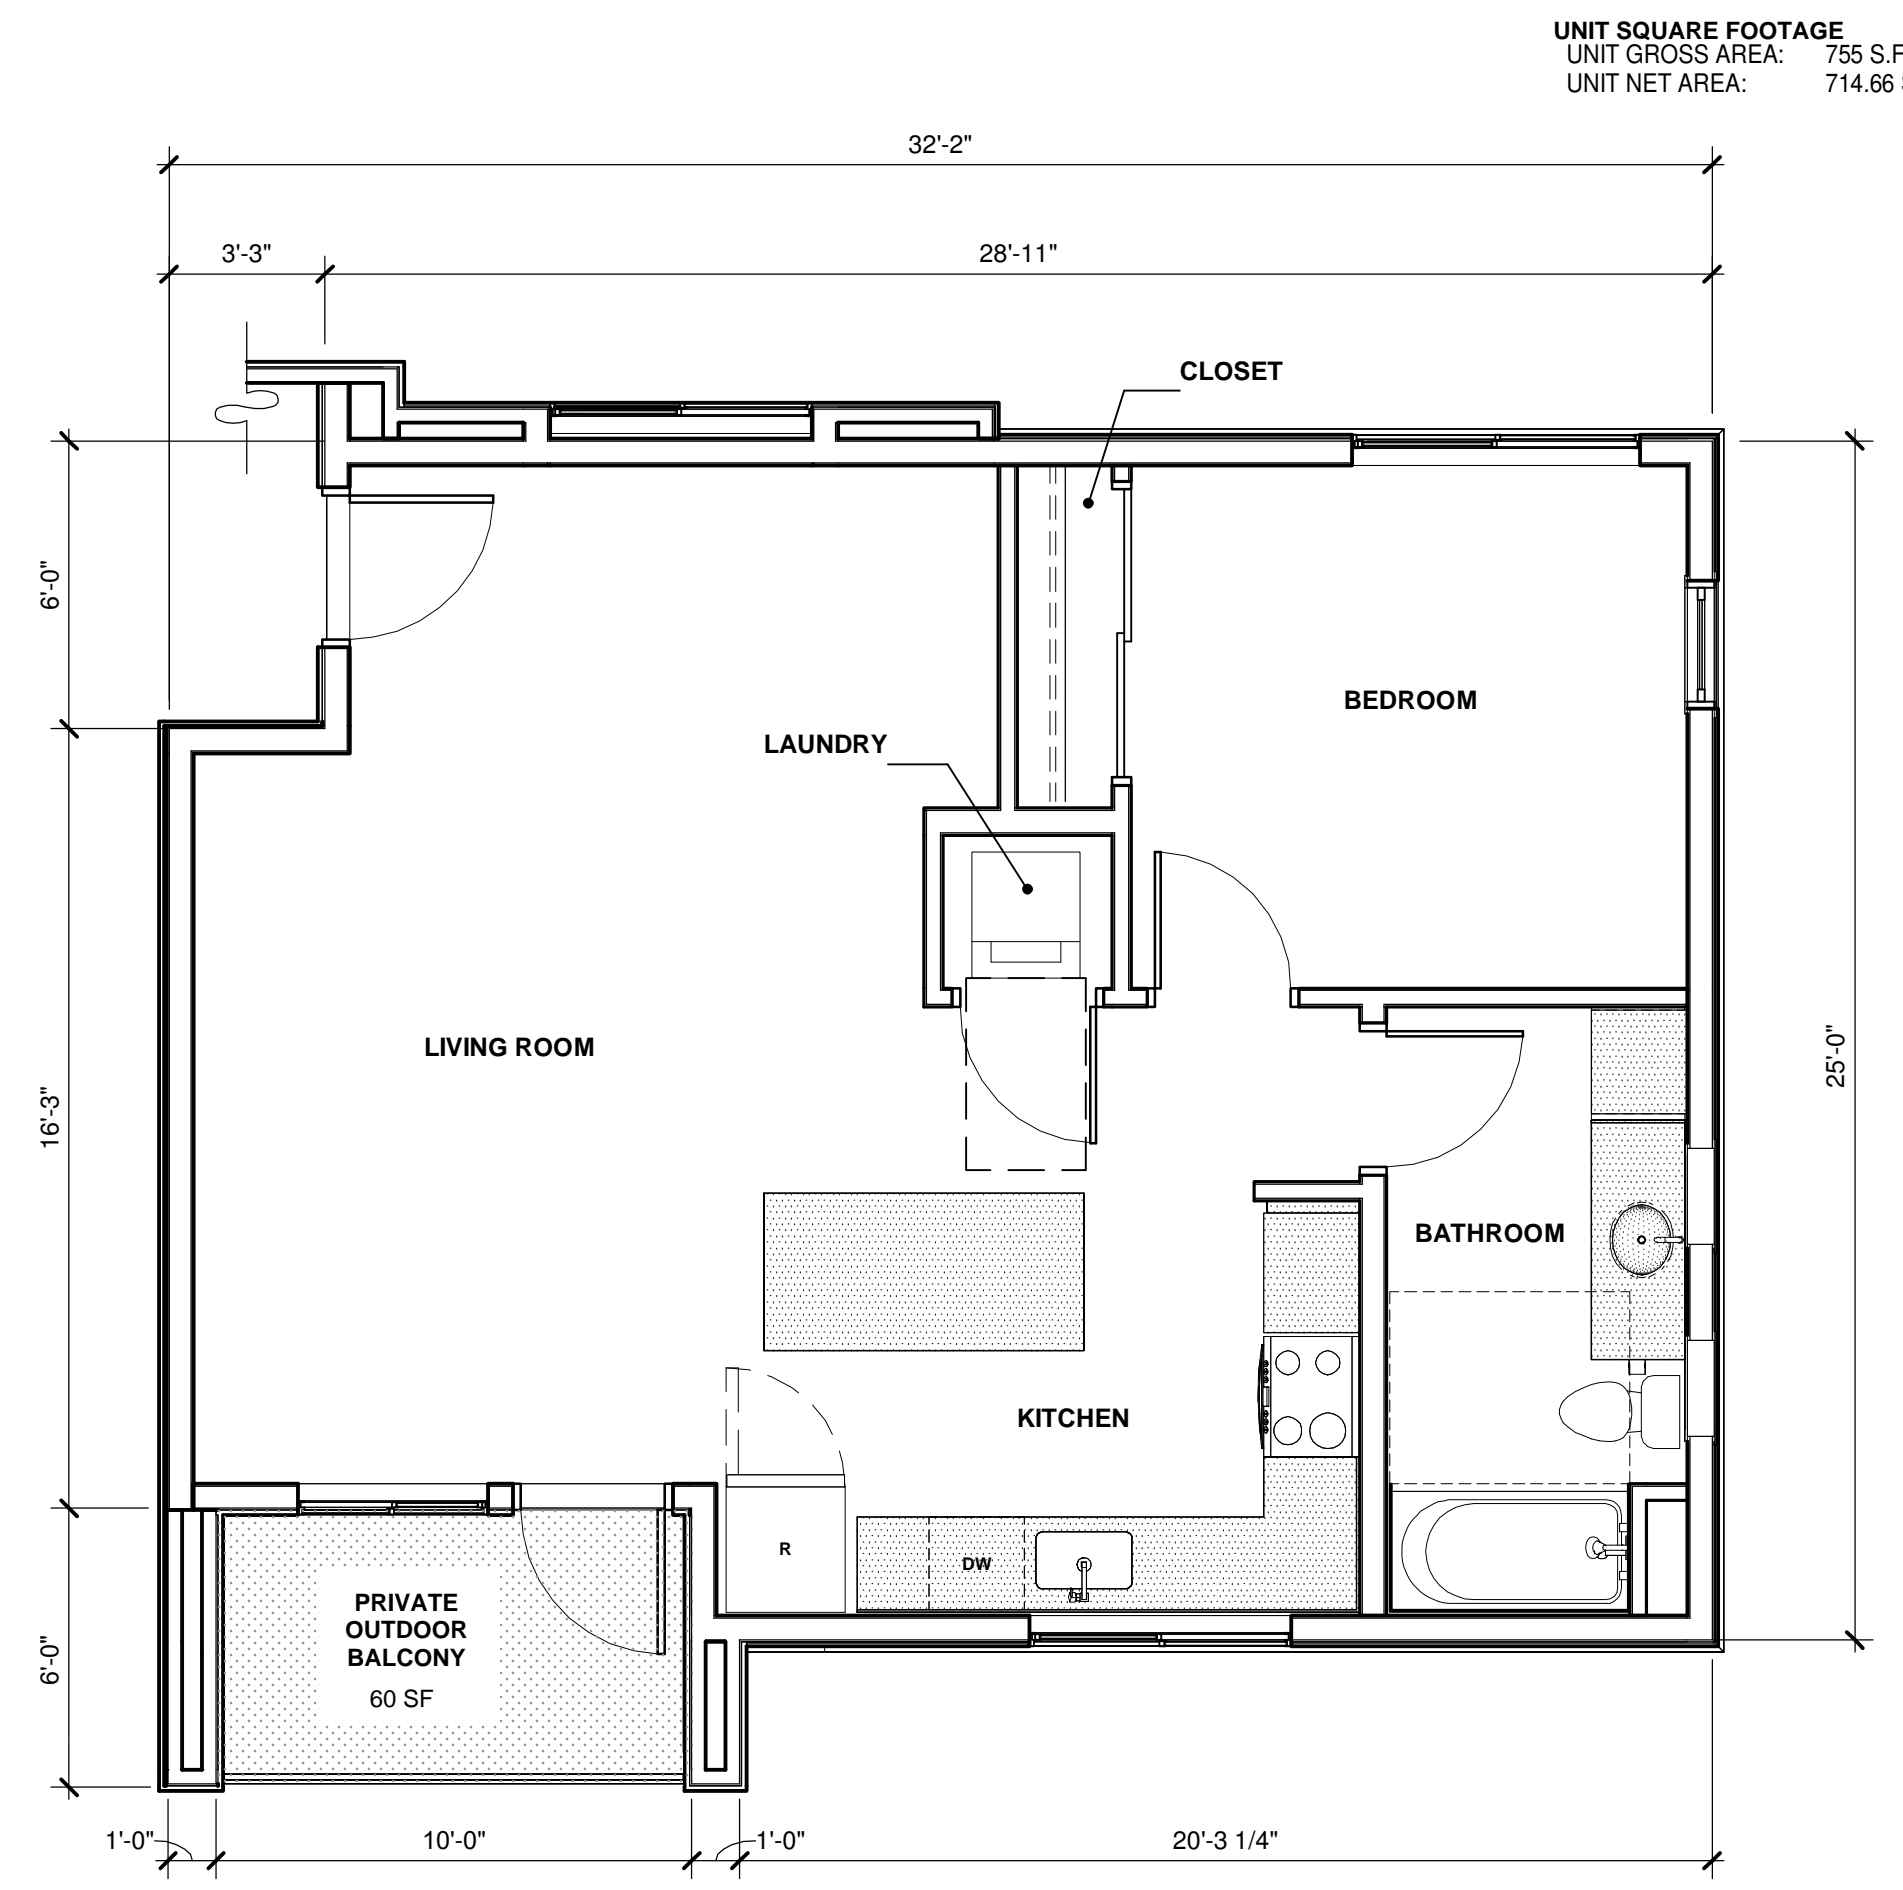 UNIT SQUARE FOOTAGE
UNIT GROSS AREA: 755 S.F
UNIT NET AREA: 714.66
32'-2"
3'-3" 28'-11"
CLOSET
6'-0"
BEDROOM
LAUNDRY
LIVING ROOM
25'-0"
16'-3"
BATHROOM
KITCHEN
R
DW
PRIVATE
OUTDOOR
BALCONY
60 SF
6'-0"
1'-0" 10'-0" 1'-0" 20'-3 1/4"